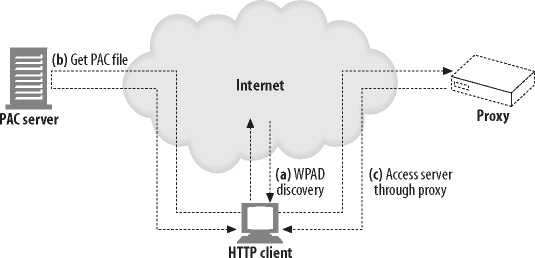 (b) Get PAC file
Internet
PAC server
Proxy
(a) WPAD
discovery
(c) Access server
through proxy
HTTP client